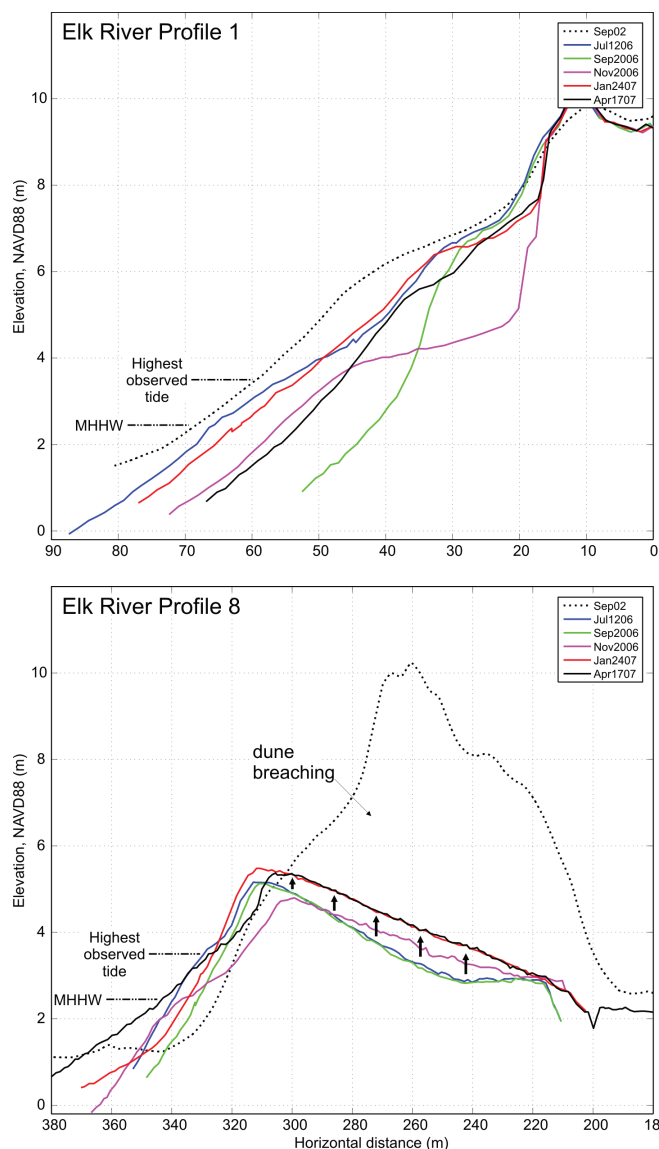 Elk River Profile 1
Sep02
Jul1206
Sep2006
Nov2006
Jan2407
Apr1707
10
8
6
4
2
0
Elevation, NAVD88 (m)
Highest
observed
tide
MHHW
90 80 70 60 50 40 30 20 10 0
Elk River Profile 8
Sep02
Jul1206
Sep2006
Nov2006
Jan2407
Apr1707
10
8
6
4
2
0
Elevation, NAVD88 (m)
dune
breaching
Highest
observed
tide
MHHW
380 360 340 320 300 280 260 240 220 200 18
Horizontal distance (m)